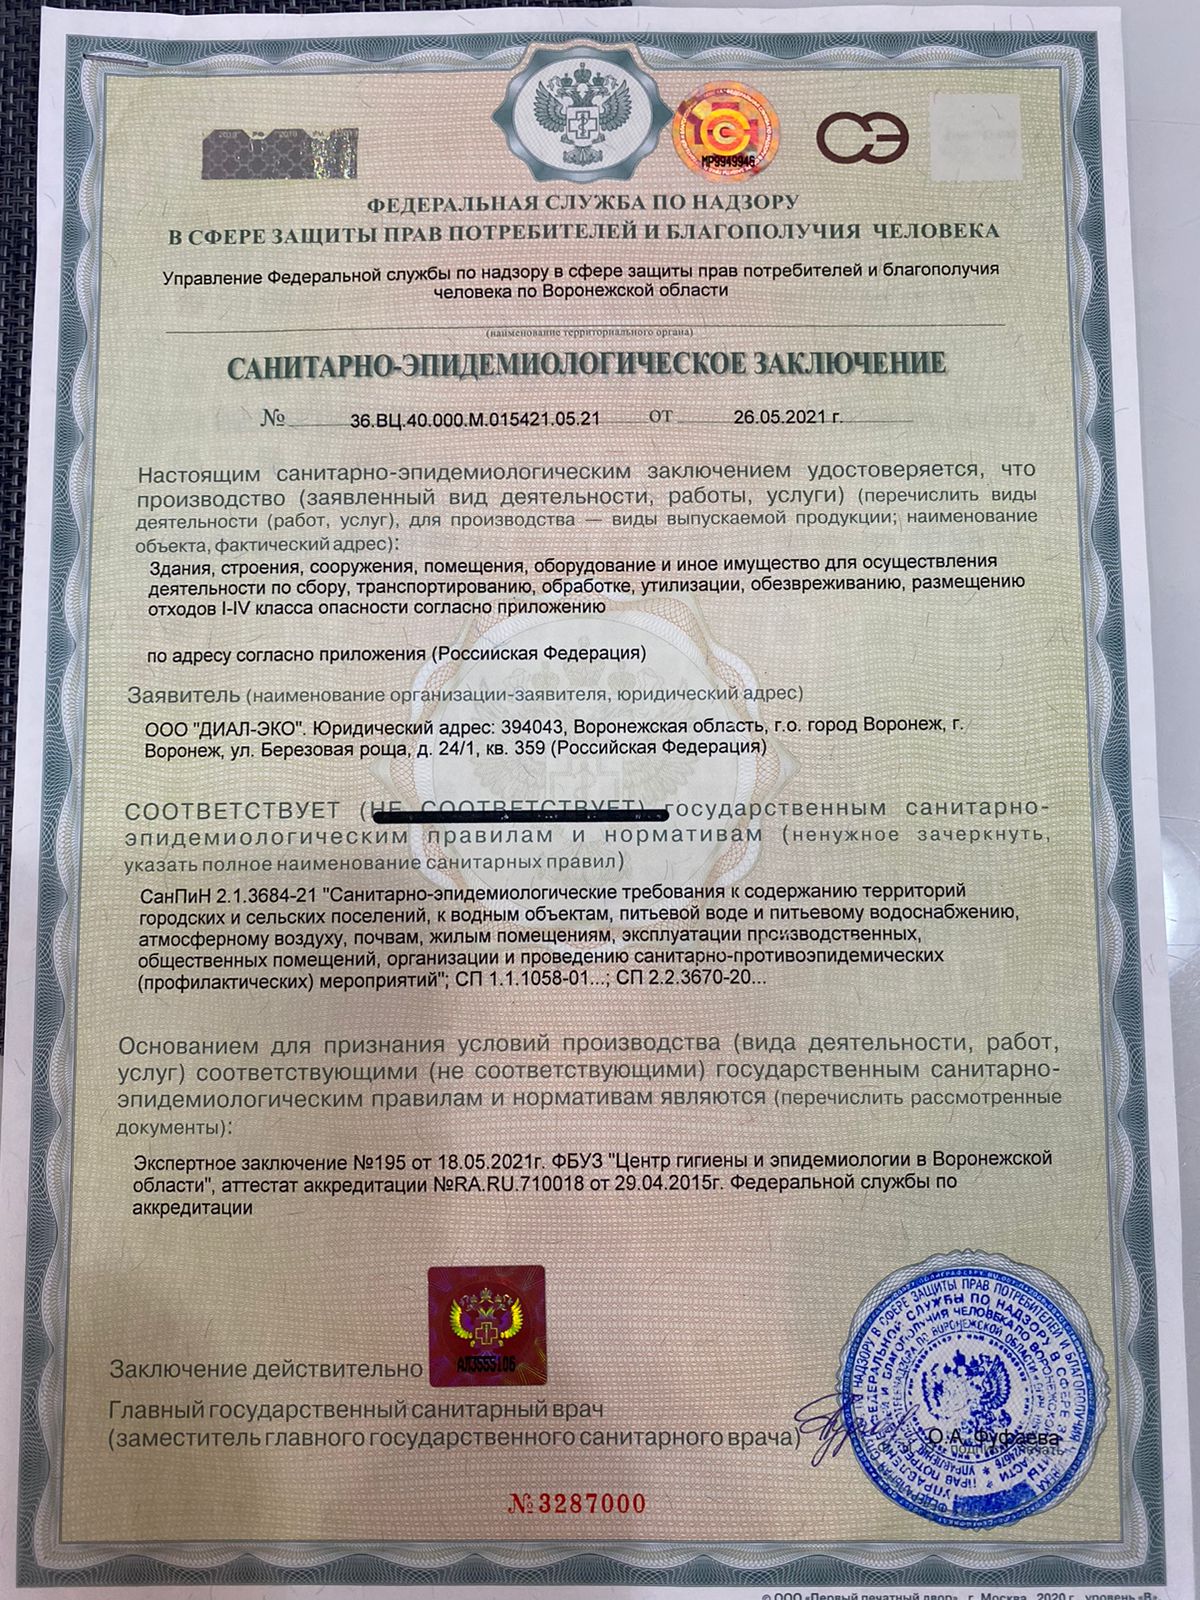 МР9949946
СЭ
ФЕДЕРАЛЬНАЯ СЛУЖБА ПО НАДЗОРУ
В СФЕРЕ ЗАЩИТЫ ПРАВ ПОТРЕБИТЕЛЕЙ И БЛАГОПОЛУЧИЯ ЧЕЛОВЕКА
Управление Федеральной службы по надзору в сфере защиты прав потребителей и благополучия
человека по Воронежской области
(наименование территориального органа)
САНИТАРНО-ЭПИДЕМИОЛОГИЧЕСКОЕ ЗАКЛЮЧЕНИЕ
№ 36.ВЦ.40.000.М.015421.05.21 от 26.05.2021 г.
Настоящим санитарно-эпидемиологическим заключением удостоверяется, что
производство (заявленный вид деятельности, работы, услуги) (перечислить виды
деятельности (работ, услуг), для производства — виды выпускаемой продукции; наименование
объекта, фактический адрес):
Здания, строения, сооружения, помещения, оборудование и иное имущество для осуществления
деятельности по сбору, транспортированию, обработке, утилизации, обезвреживанию, размещению
отходов I-IV класса опасности согласно приложению
по адресу согласно приложения (Российская Федерация)
Заявитель (наименование организации-заявителя, юридический адрес)
ООО "ДИАЛ-ЭКО". Юридический адрес: 394043, Воронежская область, г.о. город Воронеж, г.
Воронеж, ул. Березовая роща, д. 24/1, кв. 359 (Российская Федерация)
СООТВЕТСТВУЕТ (НЕ СООТВЕТСТВУЕТ) государственным санитарно-
эпидемиологическим правилам и нормативам (ненужное зачеркнуть,
указать полное наименование санитарных правил)
СанПиН 2.1.3684-21 "Санитарно-эпидемиологические требования к содержанию территорий
городских и сельских поселений, к водным объектам, питьевой воде и питьевому водоснабжению,
атмосферному воздуху, почвам, жилым помещениям, эксплуатации производственных,
общественных помещений, организации и проведению санитарно-противоэпидемических
(профилактических) мероприятий"; СП 1.1.1058-01...; СП 2.2.3670-20...
Основанием для признания условий производства (вида деятельности, работ,
услуг) соответствующими (не соответствующими) государственным санитарно-
эпидемиологическим правилам и нормативам являются (перечислить рассмотренные
документы):
Экспертное заключение №195 от 18.05.2021г. ФБУЗ "Центр гигиены и эпидемиологии в Воронежской
области", аттестат аккредитации №RA.RU.710018 от 29.04.2015г. Федеральной службы по
аккредитации
Заключение действительно
Главный государственный санитарный врач
(заместитель главного государственного санитарного врача)
О.А. Фуфаева
№3287000
© ООО «Первый печатный двор», г. Москва, 2020 г., уровень «В».